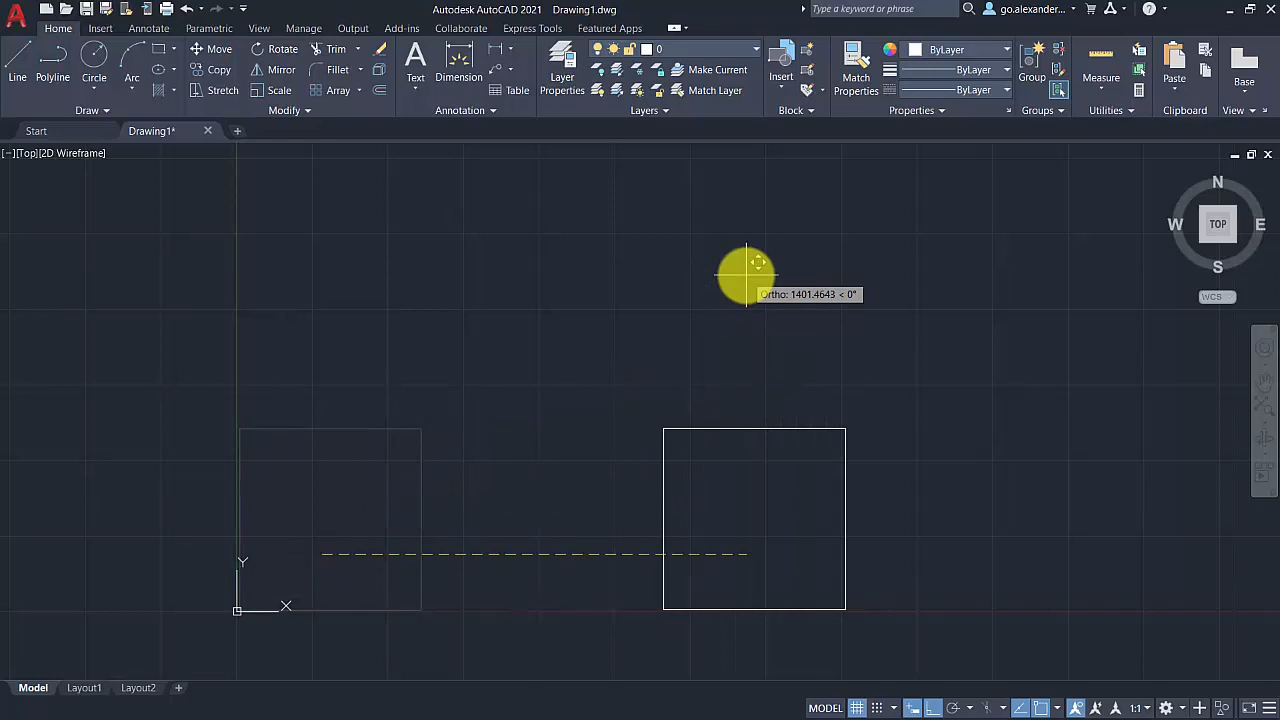 Autodesk AutoCAD 2021 Drawing1.dwg
Type a keyword or phrase
go.alexander...
Home Insert Annotate Parametric View Manage Output Add-ins Collaborate Express Tools Featured Apps
Line Polyline Circle Arc
Move Rotate Trim
Copy Mirror Fillet
Stretch Scale Array
Text Dimension Table
Layer Properties
0
Make Current
Match Layer
Insert
Match Properties
ByLayer
ByLayer
ByLayer
Group
Measure
Paste
Base
Draw Modify Annotation Layers Block Properties Groups Utilities Clipboard View
Start Drawing1*
[−][Top][2D Wireframe]
N
W TOP E
S
WCS
Ortho: 1401.4643 < 0°
Y
X
Model Layout1 Layout2
MODEL 1:1